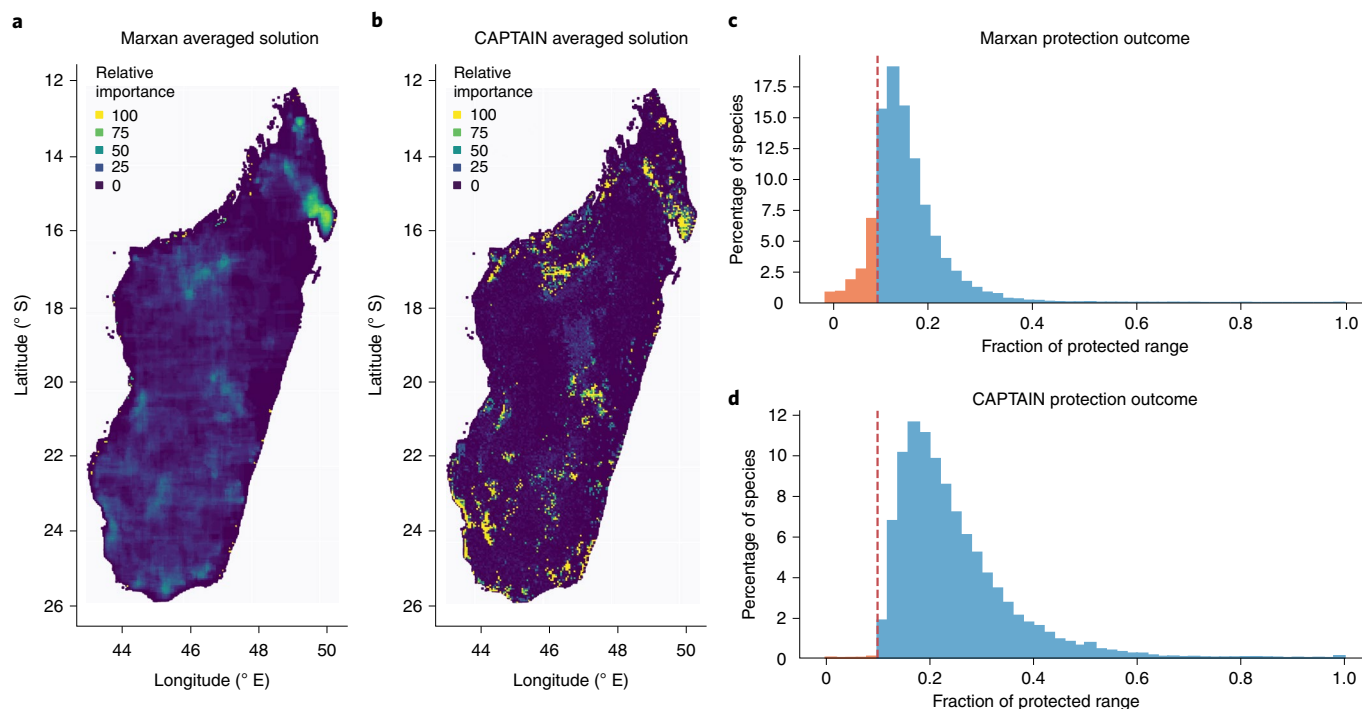 a
Marxan averaged solution
Relative
importance
100
75
50
25
0
12
14
16
18
20
22
24
26
Latitude (° S)
44 46 48 50
Longitude (° E)
b
CAPTAIN averaged solution
Relative
importance
100
75
50
25
0
12
14
16
18
20
22
24
26
Latitude (° S)
44 46 48 50
Longitude (° E)
c
Marxan protection outcome
17.5
15.0
12.5
10.0
7.5
5.0
2.5
0
Percentage of species
0 0.2 0.4 0.6 0.8 1.0
Fraction of protected range
d
CAPTAIN protection outcome
12
10
8
6
4
2
0
Percentage of species
0 0.2 0.4 0.6 0.8 1.0
Fraction of protected range